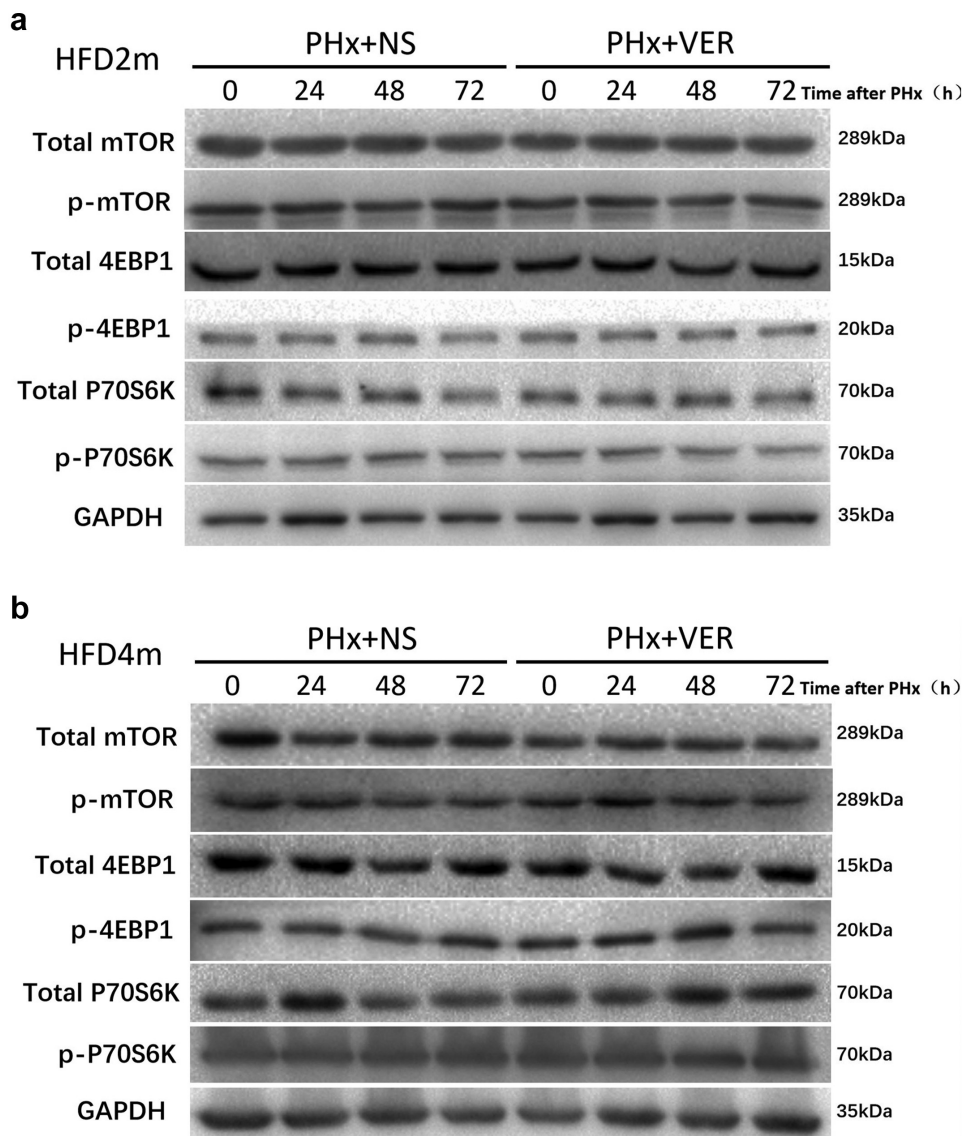 a
HFD2m
PHx+NS PHx+VER
0 24 48 72 0 24 48 72 Time after PHx（h）
Total mTOR 289kDa
p-mTOR 289kDa
Total 4EBP1 15kDa
p-4EBP1 20kDa
Total P70S6K 70kDa
p-P70S6K 70kDa
GAPDH 35kDa
b
HFD4m
PHx+NS PHx+VER
0 24 48 72 0 24 48 72 Time after PHx（h）
Total mTOR 289kDa
p-mTOR 289kDa
Total 4EBP1 15kDa
p-4EBP1 20kDa
Total P70S6K 70kDa
p-P70S6K 70kDa
GAPDH 35kDa